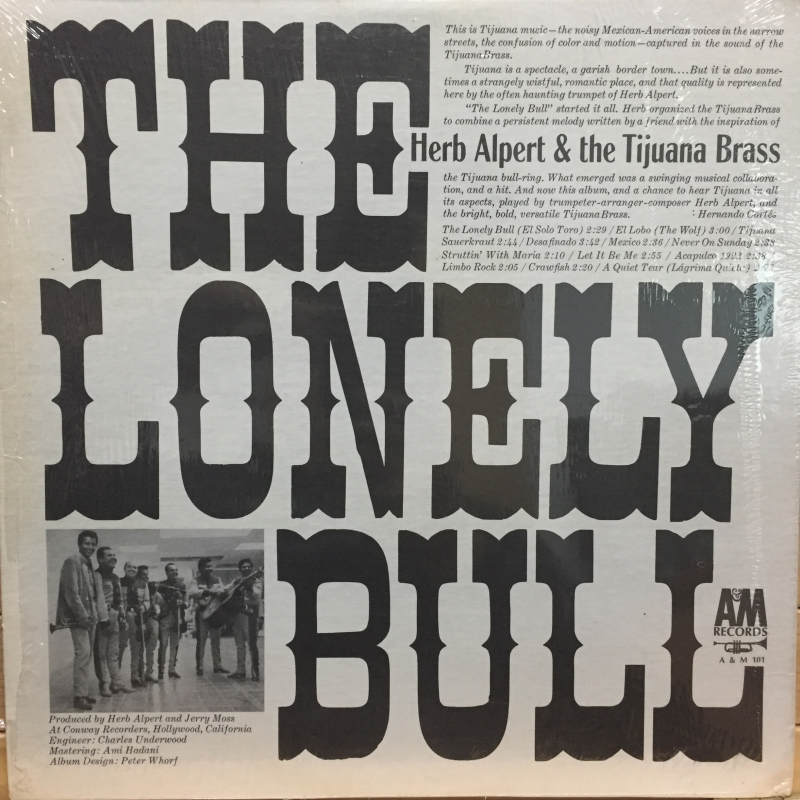 THE
This is Tijuana music—the noisy Mexican-American voices in the narrow
streets, the confusion of color and motion—captured in the sound of the
TijuanaBrass.
Tijuana is a spectacle, a garish border town....But it is also some-
times a strangely wistful, romantic place, and that quality is represented
here by the often haunting trumpet of Herb Alpert.
"The Lonely Bull" started it all. Herb organized the TijuanaBrass
to combine a persistent melody written by a friend with the inspiration of
Herb Alpert & the Tijuana Brass
the Tijuana bull-ring. What emerged was a swinging musical collabora-
tion, and a hit. And now this album, and a chance to hear Tijuana in all
its aspects, played by trumpeter-arranger-composer Herb Alpert, and
the bright, bold, versatile TijuanaBrass. : Hernando Cortés
The Lonely Bull (El Solo Toro) 2:29 / El Lobo (The Wolf) 3:00 / Tijuana
Sauerkraut 2:44 / Desafinado 3:42 / Mexico 2:36 / Never On Sunday 2:38
Struttin' With Maria 2:10 / Let It Be Me 2:55 / Acapulco 1922
Limbo Rock 2:05 / Crawfish 2:20 / A Quiet Tear (Lágrima Quieta)
LONELY
BULL
A&M
RECORDS
A & M 101
Produced by Herb Alpert and Jerry Moss
At Conway Recorders, Hollywood, California
Engineer: Charles Underwood
Mastering: Ami Hadani
Album Design: Peter Whorf